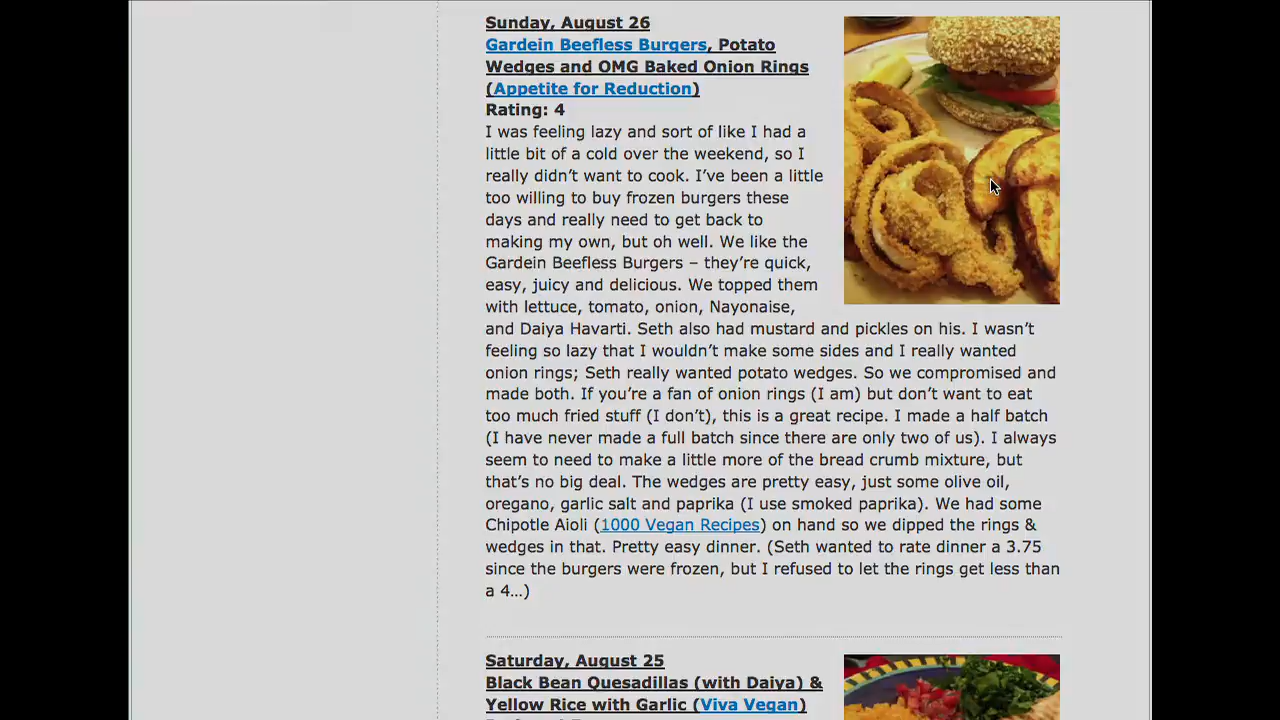 Sunday, August 26
Gardein Beefless Burgers, Potato
Wedges and OMG Baked Onion Rings
(Appetite for Reduction)
Rating: 4
I was feeling lazy and sort of like I had a
little bit of a cold over the weekend, so I
really didn’t want to cook. I’ve been a little
too willing to buy frozen burgers these
days and really need to get back to
making my own, but oh well. We like the
Gardein Beefless Burgers – they’re quick,
easy, juicy and delicious. We topped them
with lettuce, tomato, onion, Nayonaise,
and Daiya Havarti. Seth also had mustard and pickles on his. I wasn’t
feeling so lazy that I wouldn’t make some sides and I really wanted
onion rings; Seth really wanted potato wedges. So we compromised and
made both. If you’re a fan of onion rings (I am) but don’t want to eat
too much fried stuff (I don’t), this is a great recipe. I made a half batch
(I have never made a full batch since there are only two of us). I always
seem to need to make a little more of the bread crumb mixture, but
that’s no big deal. The wedges are pretty easy, just some olive oil,
oregano, garlic salt and paprika (I use smoked paprika). We had some
Chipotle Aioli (1000 Vegan Recipes) on hand so we dipped the rings &
wedges in that. Pretty easy dinner. (Seth wanted to rate dinner a 3.75
since the burgers were frozen, but I refused to let the rings get less than
a 4…)
Saturday, August 25
Black Bean Quesadillas (with Daiya) &
Yellow Rice with Garlic (Viva Vegan)